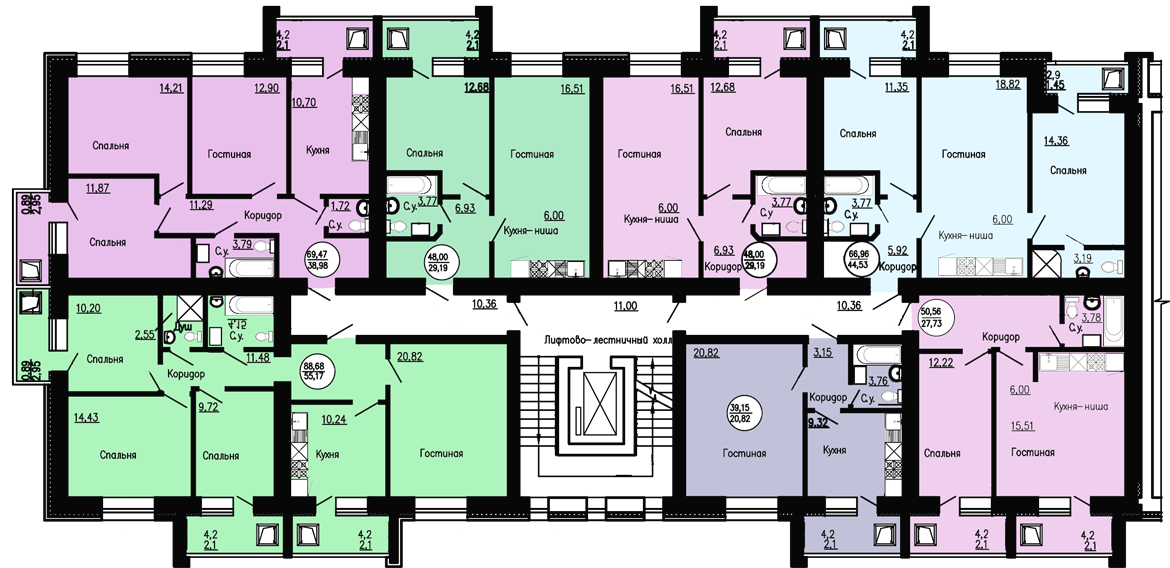 4,2
2.1
4,2
2.1
4,2
2.1
4,2
2.1
2,9
1.45
14.21
12.90
10.70
12.68
16.51
16.51
12.68
11.35
18.82
14.36
Спальня
Гостиная
Кухня
Спальня
Гостиная
Гостиная
Спальня
Спальня
Гостиная
Спальня
11.87
11.29
Коридор
1.72
С.у.
3.77
С.у.
6.93
6.00
Кухня-ниша
6.00
Кухня-ниша
3.77
С.у
3.77
С.у.
6.00
Кухня-ниша
0.89
2.95
Спальня
С.у.
3.79
69,47
38,98
48,00
29,19
6.93
Коридор
48,00
29,19
66,96
44,53
5.92
Коридор
3.19
С.у.
10.36
11.00
10.36
50,56
27,73
10.20
2.55
Душ
4.15
С.у.
Лифтово-лестничный холл
3.78
С.у.
Коридор
0.89
2.95
Спальня
Коридор
11.48
88,68
55,17
20.82
20.82
3.15
3.76
С.у.
Коридор
12.22
6.00
Кухня-ниша
14.43
9.72
10.24
39,15
20,82
9.32
15.51
Спальня
Спальня
Кухня
Гостиная
Гостиная
Кухня
Спальня
Гостиная
4,2
2.1
4,2
2.1
4,2
2.1
4,2
2.1
4,2
2.1